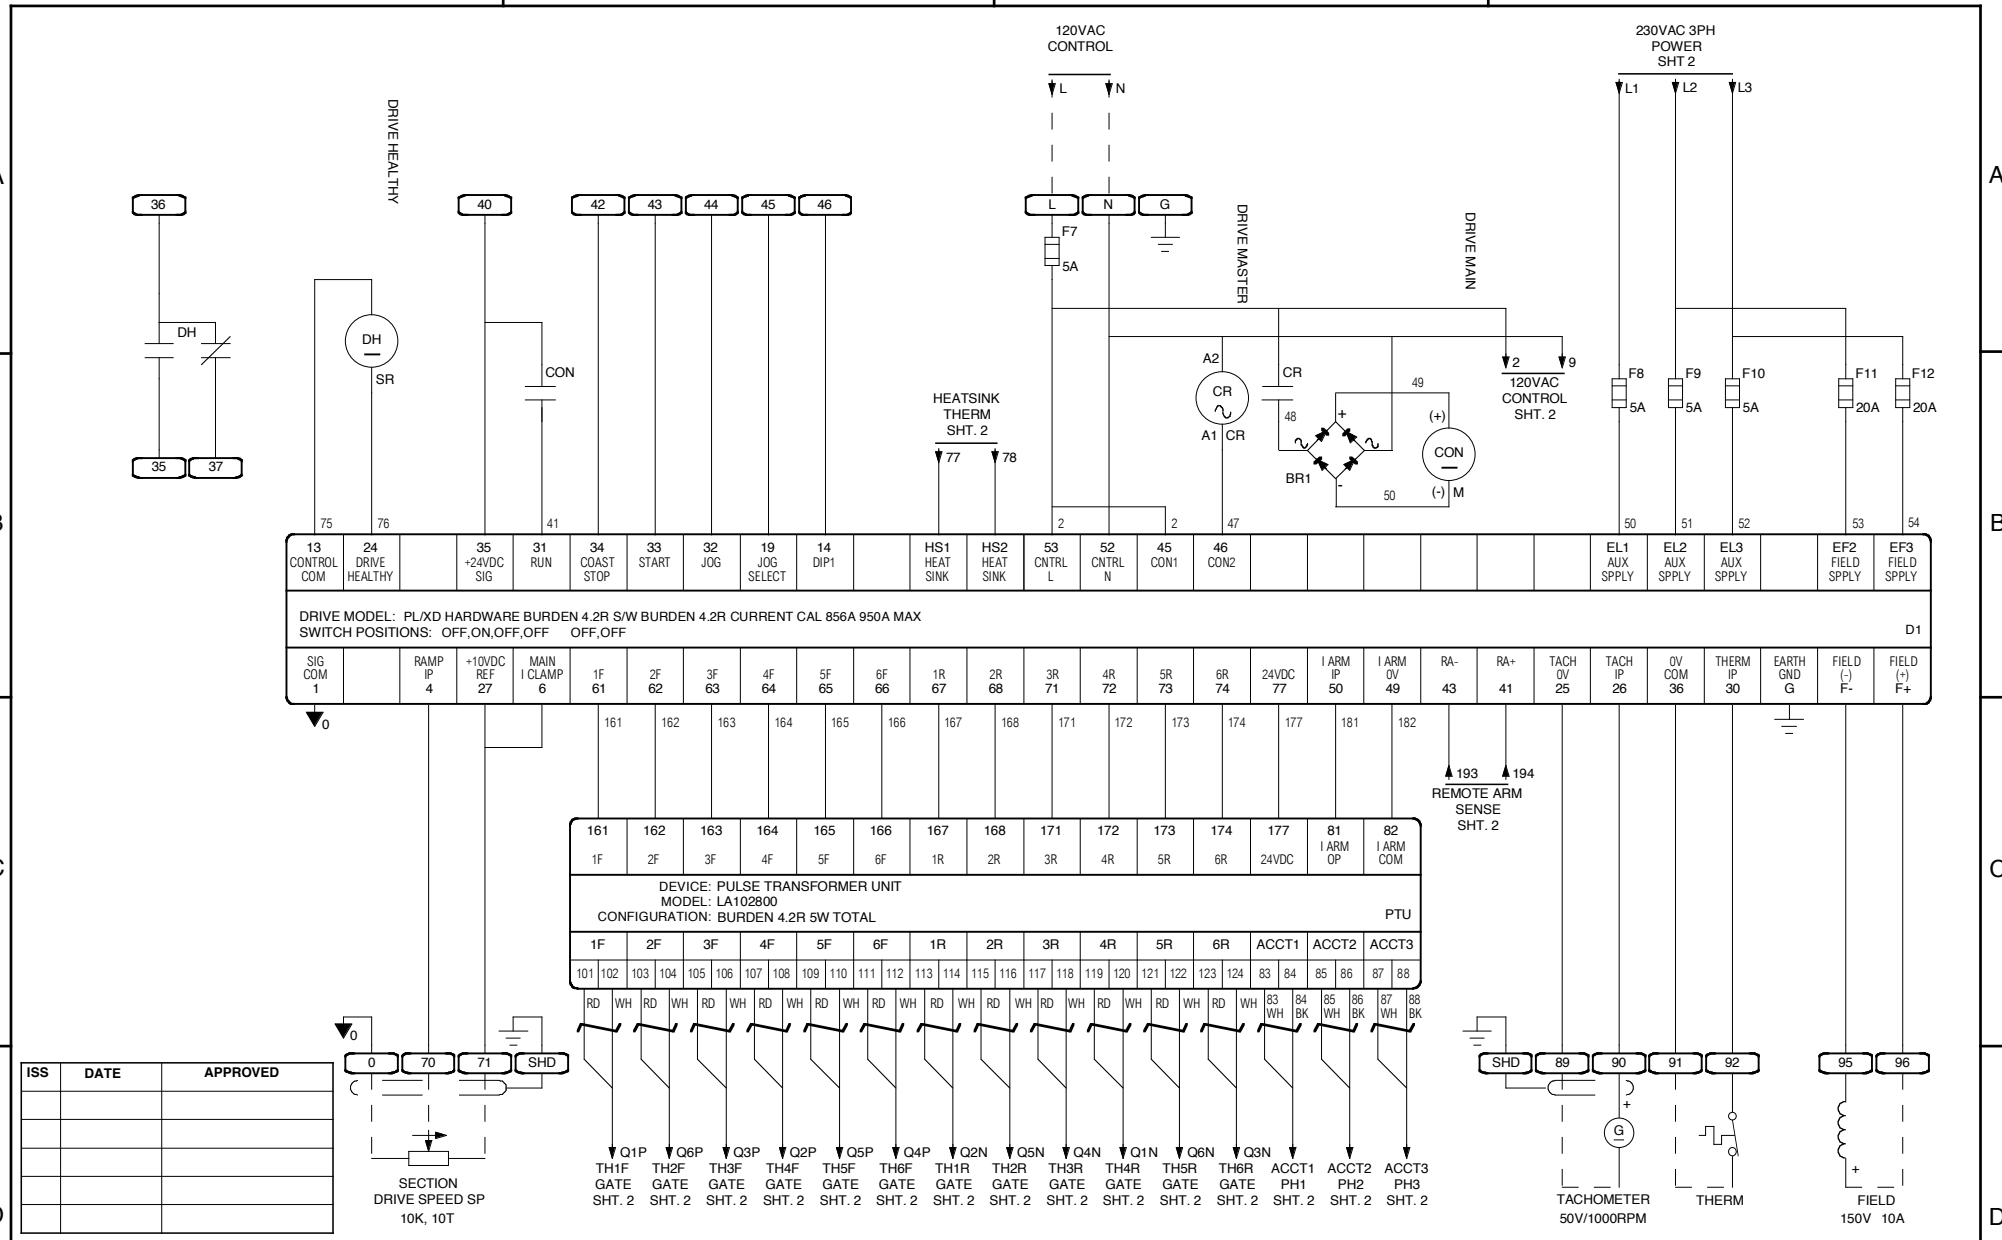 120VAC
CONTROL
230VAC 3PH
POWER
SHT 2
L
N
L1
L2
L3
DRIVE HEALTHY
A
A
36
40
42
43
44
45
46
L
N
G
F7
5A
DRIVE MASTER
DRIVE MAIN
DH
DH
SR
CON
A2
CR
A1 CR
CR
48
BR1
+
-
49
50
(+)
CON
(-) M
2
9
120VAC
CONTROL
SHT. 2
F8
5A
F9
5A
F10
5A
F11
20A
F12
20A
HEATSINK
THERM
SHT. 2
77
78
35
37
B
B
75
76
41
2
2
47
50
51
52
53
54
13 CONTROL COM
24 DRIVE HEALTHY
35 +24VDC SIG
31 RUN
34 COAST STOP
33 START
32 JOG
19 JOG SELECT
14 DIP1
HS1 HEAT SINK
HS2 HEAT SINK
53 CNTRL L
52 CNTRL N
45 CON1
46 CON2
EL1 AUX SPPLY
EL2 AUX SPPLY
EL3 AUX SPPLY
EF2 FIELD SPPLY
EF3 FIELD SPPLY
DRIVE MODEL: PL/XD HARDWARE BURDEN 4.2R S/W BURDEN 4.2R CURRENT CAL 856A 950A MAX
SWITCH POSITIONS: OFF,ON,OFF,OFF OFF,OFF
D1
SIG COM 1
RAMP IP 4
+10VDC REF 27
MAIN I CLAMP 6
1F 61
2F 62
3F 63
4F 64
5F 65
6F 66
1R 67
2R 68
3R 71
4R 72
5R 73
6R 74
24VDC 77
I ARM IP 50
I ARM 0V 49
RA- 43
RA+ 41
TACH 0V 25
TACH IP 26
0V COM 36
THERM IP 30
EARTH GND G
FIELD (-) F-
FIELD (+) F+
0
161
162
163
164
165
166
167
168
171
172
173
174
177
181
182
193
194
REMOTE ARM
SENSE
SHT. 2
C
C
161 1F
162 2F
163 3F
164 4F
165 5F
166 6F
167 1R
168 2R
171 3R
172 4R
173 5R
174 6R
177 24VDC
81 I ARM OP
82 I ARM COM
DEVICE: PULSE TRANSFORMER UNIT
MODEL: LA102800
CONFIGURATION: BURDEN 4.2R 5W TOTAL
PTU
1F 2F 3F 4F 5F 6F 1R 2R 3R 4R 5R 6R ACCT1 ACCT2 ACCT3
101 102 103 104 105 106 107 108 109 110 111 112 113 114 115 116 117 118 119 120 121 122 123 124 83 84 85 86 87 88
RD WH RD WH RD WH RD WH RD WH RD WH RD WH RD WH RD WH RD WH RD WH RD WH 83 WH 84 BK 85 WH 86 BK 87 WH 88 BK
0
0
70
71
SHD
SHD
89
90
91
92
95
96
ISS DATE APPROVED
SECTION
DRIVE SPEED SP
10K, 10T
Q1P TH1F GATE SHT. 2
Q6P TH2F GATE SHT. 2
Q3P TH3F GATE SHT. 2
Q2P TH4F GATE SHT. 2
Q5P TH5F GATE SHT. 2
Q4P TH6F GATE SHT. 2
Q2N TH1R GATE SHT. 2
Q5N TH2R GATE SHT. 2
Q4N TH3R GATE SHT. 2
Q1N TH4R GATE SHT. 2
Q6N TH5R GATE SHT. 2
Q3N TH6R GATE SHT. 2
ACCT1 PH1 SHT. 2
ACCT2 PH2 SHT. 2
ACCT3 PH3 SHT. 2
+
G
TACHOMETER
50V/1000RPM
THERM
+
FIELD
150V 10A
D
D